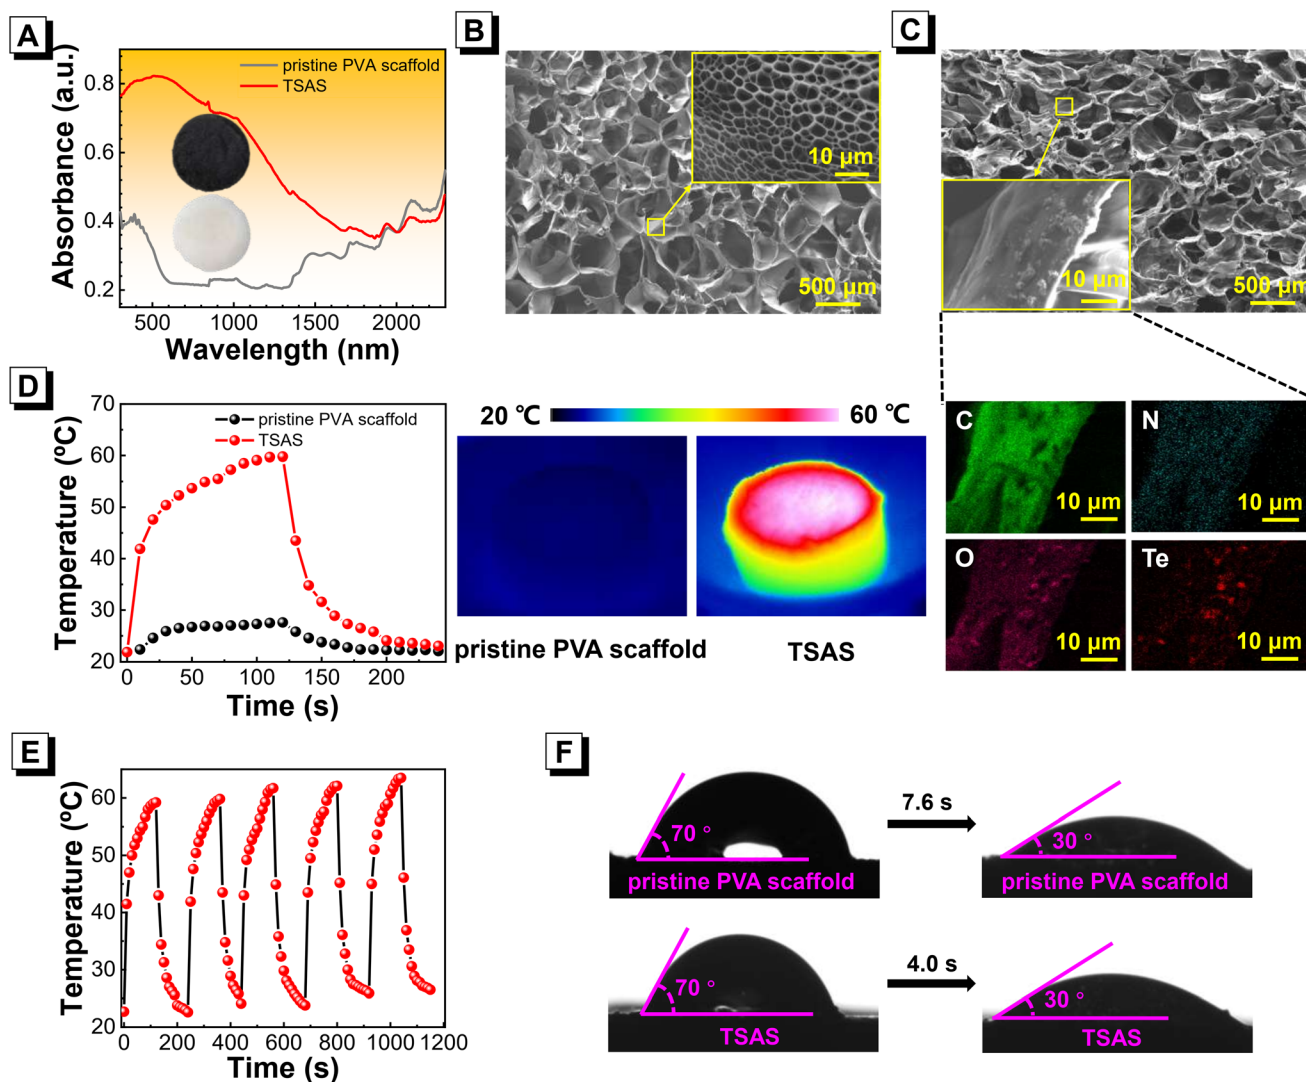 A
Absorbance (a.u.)
0.8
0.6
0.4
0.2
pristine PVA scaffold
TSAS
500
1000
1500
2000
Wavelength (nm)
B
10 μm
500 μm
C
10 μm
500 μm
D
Temperature (ºC)
70
60
50
40
30
20
pristine PVA scaffold
TSAS
0
50
100
150
200
Time (s)
20 ℃
60 ℃
pristine PVA scaffold
TSAS
C
10 μm
N
10 μm
O
10 μm
Te
10 μm
E
Temperature (ºC)
60
50
40
30
20
0
200
400
600
800
1000
1200
Time (s)
F
70 °
pristine PVA scaffold
7.6 s
30 °
pristine PVA scaffold
70 °
TSAS
4.0 s
30 °
TSAS